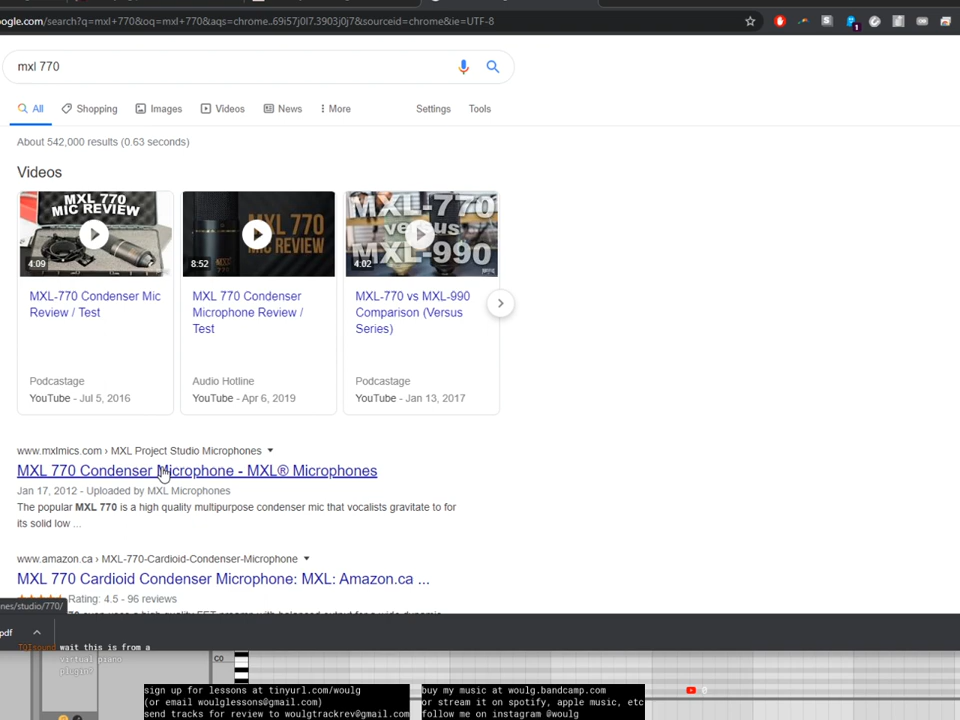 oogle.com/search?q=mxl+770&oq=mxl+770&aqs=chrome..69i57j0l7.3903j0j7&sourceid=chrome&ie=UTF-8
mxl 770
All Shopping Images Videos News More Settings Tools
About 542,000 results (0.63 seconds)
Videos
MXL 770
MIC REVIEW
4:09
MXL-770 Condenser Mic
Review / Test
Podcastage
YouTube - Jul 5, 2016
MXL 770
MIC REVIEW
8:52
MXL 770 Condenser
Microphone Review /
Test
Audio Hotline
YouTube - Apr 6, 2019
MXL-770
versus
MXL-990
4:02
MXL-770 vs MXL-990
Comparison (Versus
Series)
Podcastage
YouTube - Jan 13, 2017
www.mxlmics.com › MXL Project Studio Microphones
MXL 770 Condenser Microphone - MXL® Microphones
Jan 17, 2012 - Uploaded by MXL Microphones
The popular MXL 770 is a high quality multipurpose condenser mic that vocalists gravitate to for
its solid low ...
www.amazon.ca › MXL-770-Cardioid-Condenser-Microphone
MXL 770 Cardioid Condenser Microphone: MXL: Amazon.ca ...
Rating: 4.5 - 96 reviews
nes/studio/770/
pdf
wait this is from a
virtual piano
plugin?
C0
sign up for lessons at tinyurl.com/woulg
(or email woulglessons@gmail.com)
send tracks for review to woulgtrackrev@gmail.com
buy my music at woulg.bandcamp.com
or stream it on spotify, apple music, etc
follow me on instagram @woulg